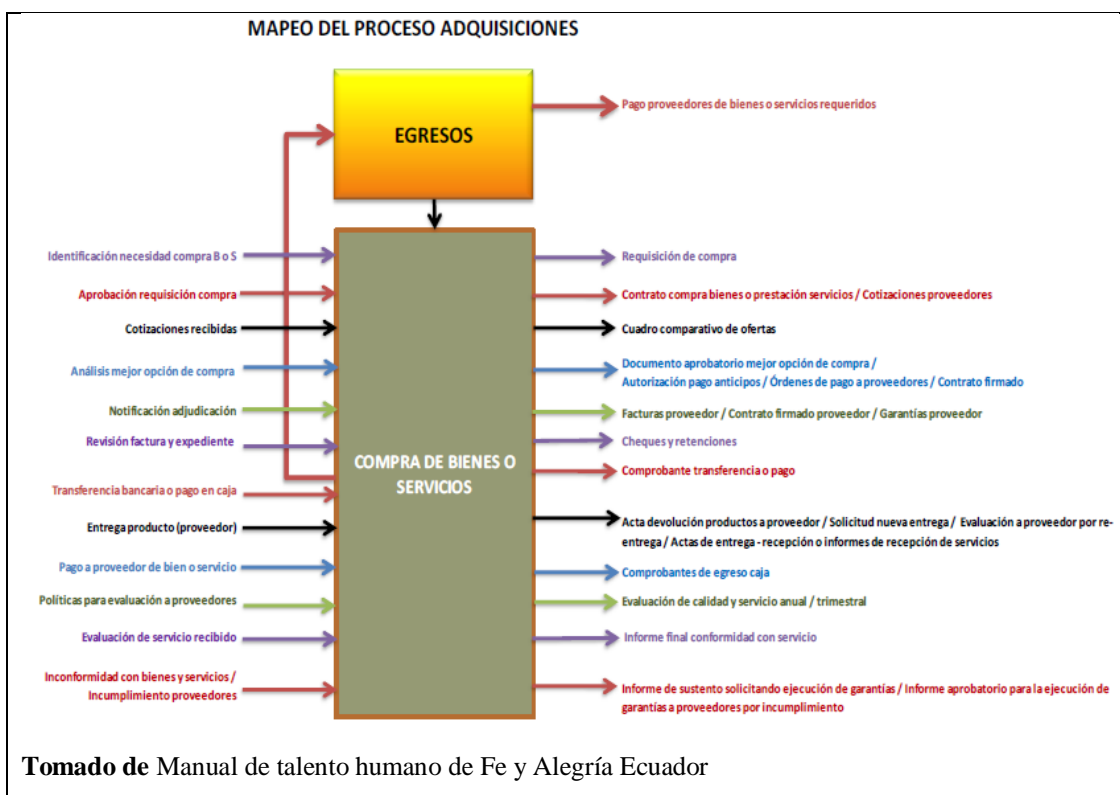 MAPEO DEL PROCESO ADQUISICIONES
EGRESOS
Pago proveedores de bienes o servicios requeridos
Identificación necesidad compra B o S
Requisición de compra
Aprobación requisición compra
Contrato compra bienes o prestación servicios / Cotizaciones proveedores
Cotizaciones recibidas
Cuadro comparativo de ofertas
Análisis mejor opción de compra
Documento aprobatorio mejor opción de compra /
Autorización pago anticipos / Órdenes de pago a proveedores / Contrato firmado
Notificación adjudicación
Facturas proveedor / Contrato firmado proveedor / Garantías proveedor
Revisión factura y expediente
Cheques y retenciones
COMPRA DE BIENES O
SERVICIOS
Transferencia bancaria o pago en caja
Comprobante transferencia o pago
Entrega producto (proveedor)
Acta devolución productos a proveedor / Solicitud nueva entrega / Evaluación a proveedor por re-
entrega / Actas de entrega - recepción o informes de recepción de servicios
Pago a proveedor de bien o servicio
Comprobantes de egreso caja
Políticas para evaluación a proveedores
Evaluación de calidad y servicio anual / trimestral
Evaluación de servicio recibido
Informe final conformidad con servicio
Inconformidad con bienes y servicios /
Incumplimiento proveedores
Informe de sustento solicitando ejecución de garantías / Informe aprobatorio para la ejecución de
garantías a proveedores por incumplimiento
Tomado de Manual de talento humano de Fe y Alegría Ecuador